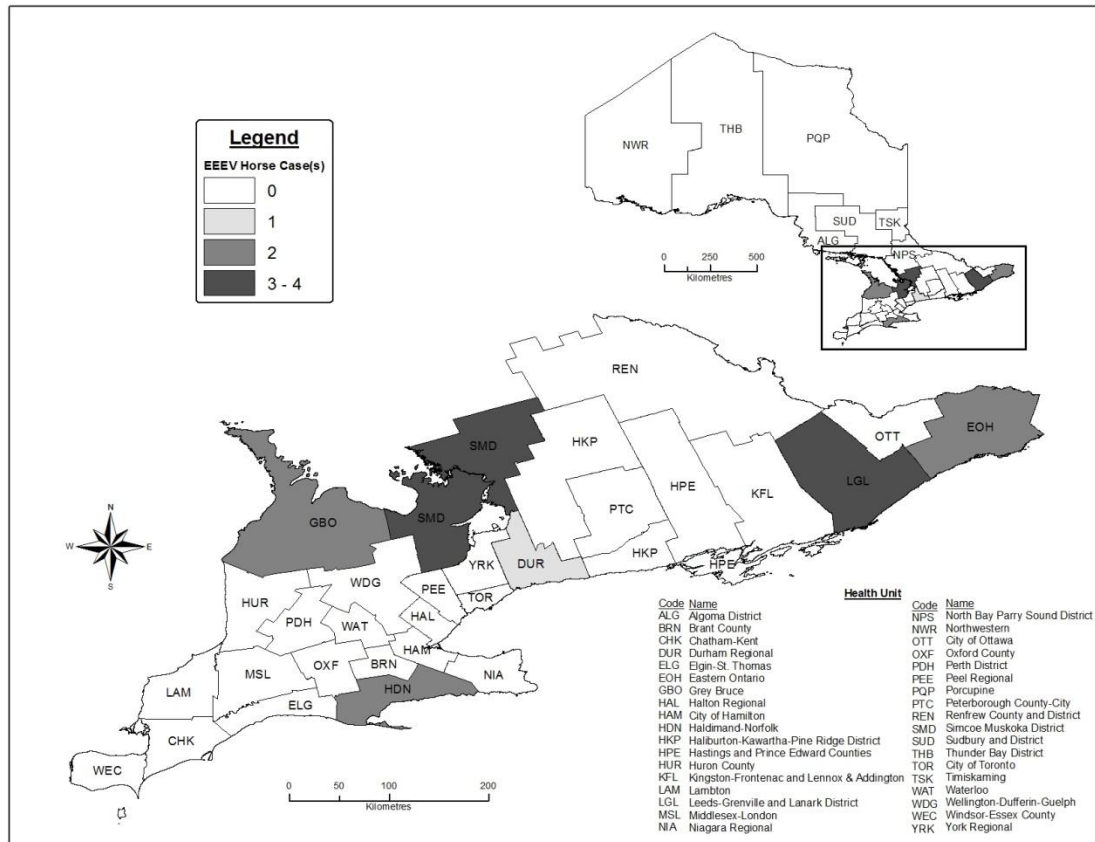 Legend
EEEV Horse Case(s)
0
1
2
3 - 4
NWR
THB
PQP
SUD
TSK
ALG
NPS
0 250 500
Kilometres
REN
SMD
HKP
OTT
EOH
GBO
SMD
HPE
KFL
LGL
PTC
YRK
DUR
HKP
HPE
WDG
PEE
TOR
HUR
PDH
WAT
HAL
HAM
MSL
OXF
BRN
NIA
LAM
ELG
HDN
CHK
WEC
N
W E
S
0 50 100 200
Kilometres
Health Unit
Code Name
ALG Algoma District
BRN Brant County
CHK Chatham-Kent
DUR Durham Regional
ELG Elgin-St. Thomas
EOH Eastern Ontario
GBO Grey Bruce
HAL Halton Regional
HAM City of Hamilton
HDN Haldimand-Norfolk
HKP Haliburton-Kawartha-Pine Ridge District
HPE Hastings and Prince Edward Counties
HUR Huron County
KFL Kingston-Frontenac and Lennox & Addington
LAM Lambton
LGL Leeds-Grenville and Lanark District
MSL Middlesex-London
NIA Niagara Regional
Code Name
NPS North Bay Parry Sound District
NWR Northwestern
OTT City of Ottawa
OXF Oxford County
PDH Perth District
PEE Peel Regional
PQP Porcupine
PTC Peterborough County-City
REN Renfrew County and District
SMD Simcoe Muskoka District
SUD Sudbury and District
THB Thunder Bay District
TOR City of Toronto
TSK Timiskaming
WAT Waterloo
WDG Wellington-Dufferin-Guelph
WEC Windsor-Essex County
YRK York Regional